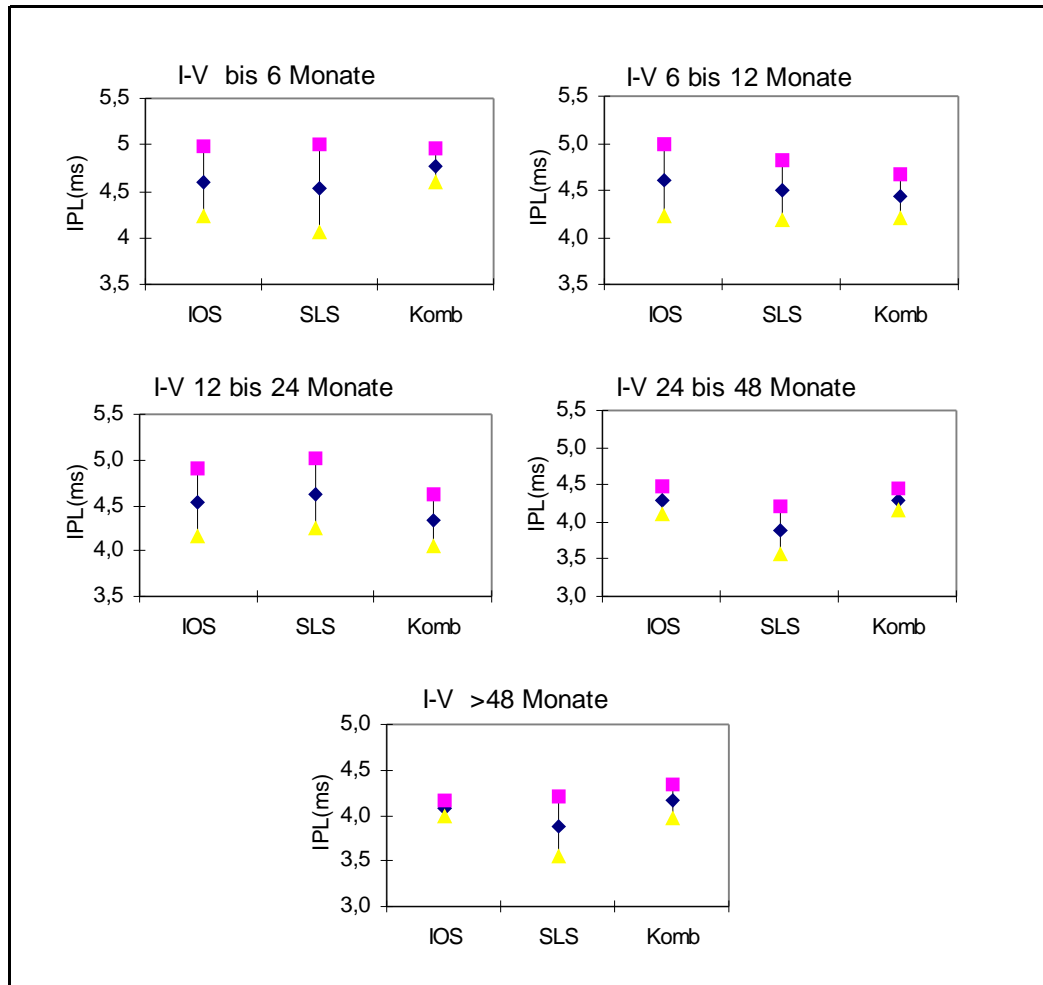 I-V bis 6 Monate
5,5
5
4,5
4
3,5
IPL(ms)
IOS SLS Komb
I-V 6 bis 12 Monate
5,5
5,0
4,5
4,0
3,5
IPL(ms)
IOS SLS Komb
I-V 12 bis 24 Monate
5,5
5,0
4,5
4,0
3,5
IPL(ms)
IOS SLS Komb
I-V 24 bis 48 Monate
5,5
5,0
4,5
4,0
3,5
3,0
IPL(ms)
IOS SLS Komb
I-V >48 Monate
5,0
4,5
4,0
3,5
3,0
IPL(ms)
IOS SLS Komb